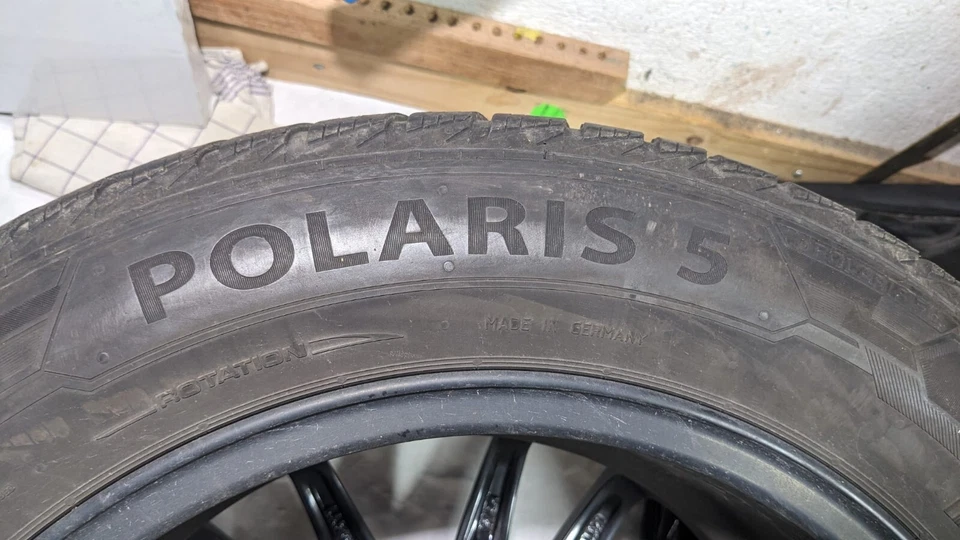 POLARIS 5
MADE IN GERMANY
ROTATION